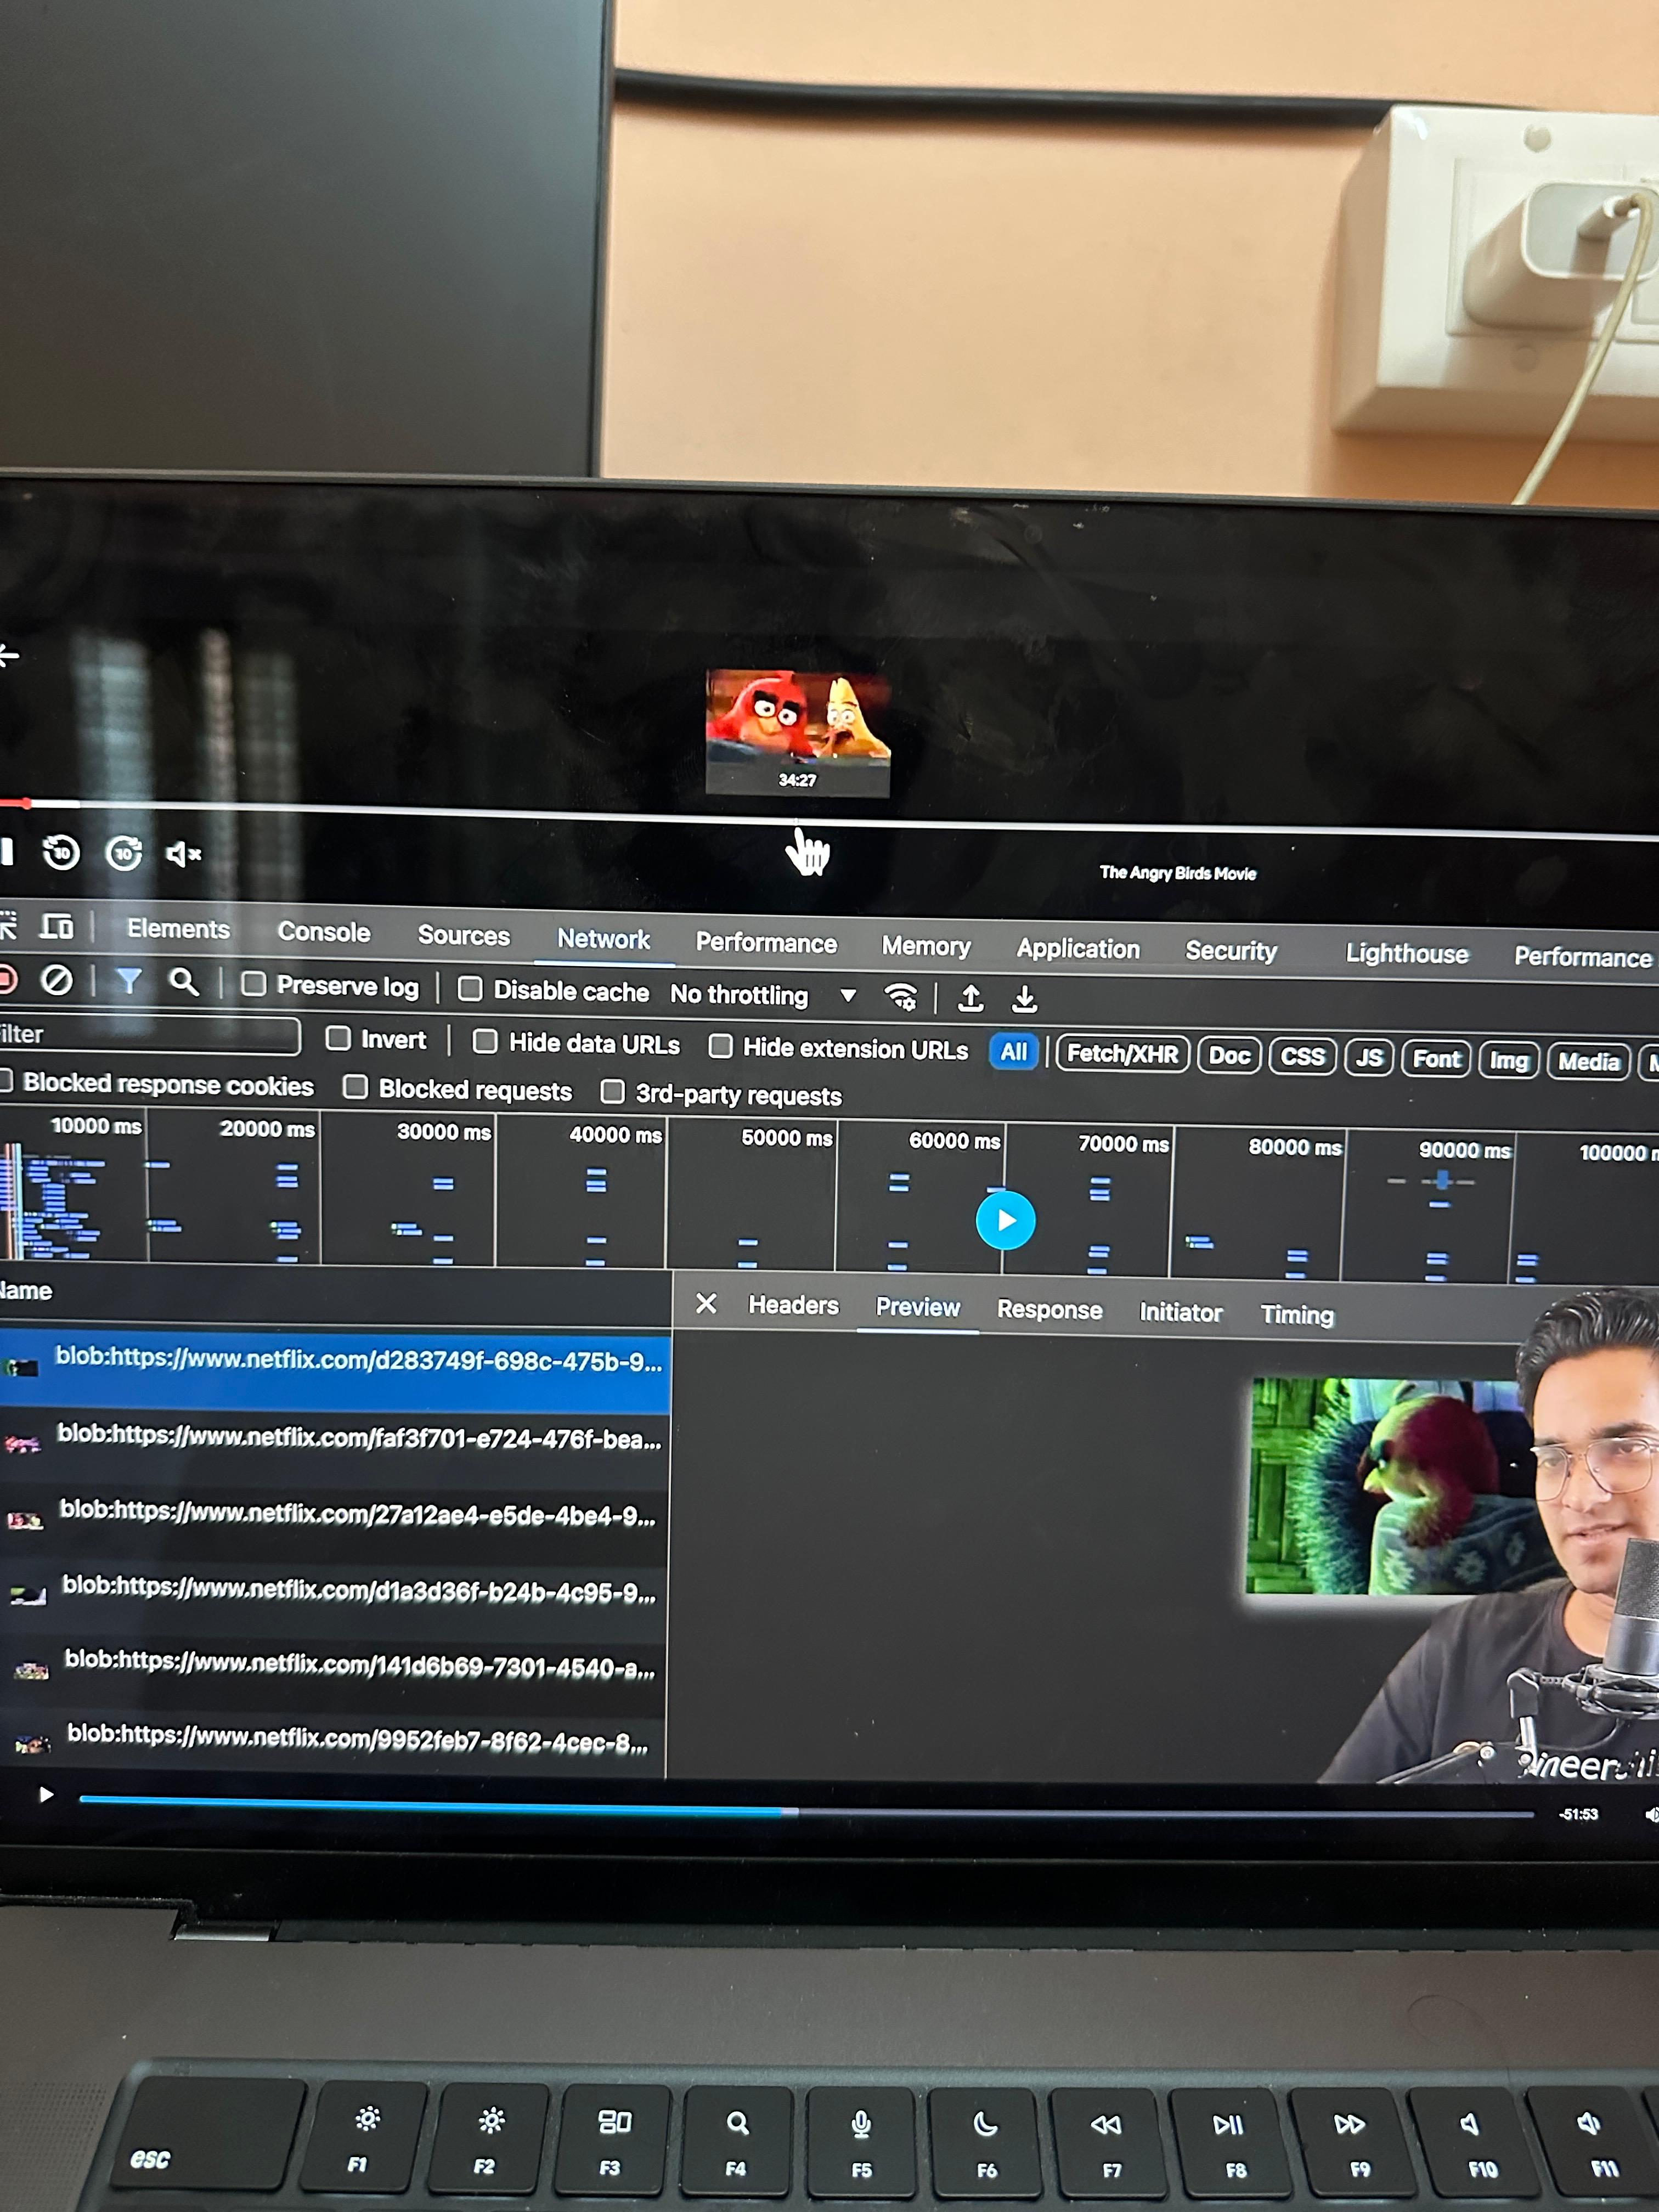 34:27
10 10
The Angry Birds Movie
Elements Console Sources Network Performance Memory Application Security Lighthouse Performance
Preserve log Disable cache No throttling
ilter Invert Hide data URLs Hide extension URLs All Fetch/XHR Doc CSS JS Font Img Media M
Blocked response cookies Blocked requests 3rd-party requests
10000 ms 20000 ms 30000 ms 40000 ms 50000 ms 60000 ms 70000 ms 80000 ms 90000 ms 100000 m
Name
Headers Preview Response Initiator Timing
blob:https://www.netflix.com/d283749f-698c-475b-9...
blob:https://www.netflix.com/faf3f701-e724-476f-bea...
blob:https://www.netflix.com/27a12ae4-e5de-4be4-9...
blob:https://www.netflix.com/d1a3d36f-b24b-4c95-9...
blob:https://www.netflix.com/141d6b69-7301-4540-a...
blob:https://www.netflix.com/9952feb7-8f62-4cec-8...
-51:53
esc F1 F2 F3 F4 F5 F6 F7 F8 F9 F10 F11